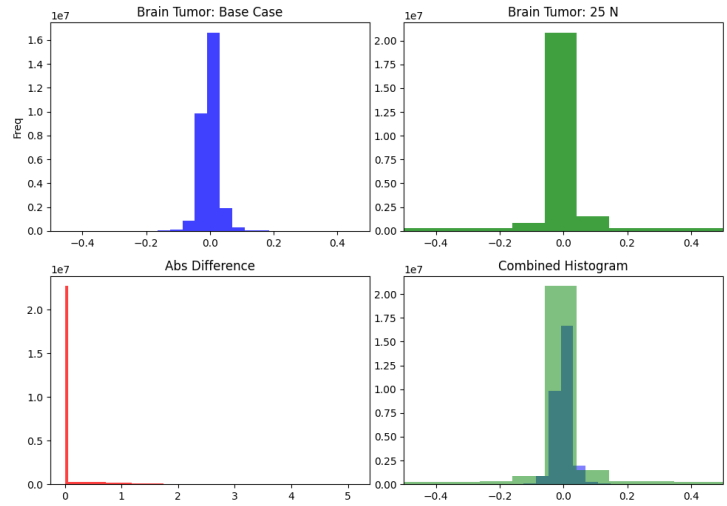 Brain Tumor: Base Case
1e7
Freq
1.6
1.4
1.2
1.0
0.8
0.6
0.4
0.2
0.0
−0.4 −0.2 0.0 0.2 0.4
Brain Tumor: 25 N
1e7
2.00
1.75
1.50
1.25
1.00
0.75
0.50
0.25
0.00
−0.4 −0.2 0.0 0.2 0.4
Abs Difference
1e7
2.0
1.5
1.0
0.5
0.0
0 1 2 3 4 5
Combined Histogram
1e7
2.00
1.75
1.50
1.25
1.00
0.75
0.50
0.25
0.00
−0.4 −0.2 0.0 0.2 0.4